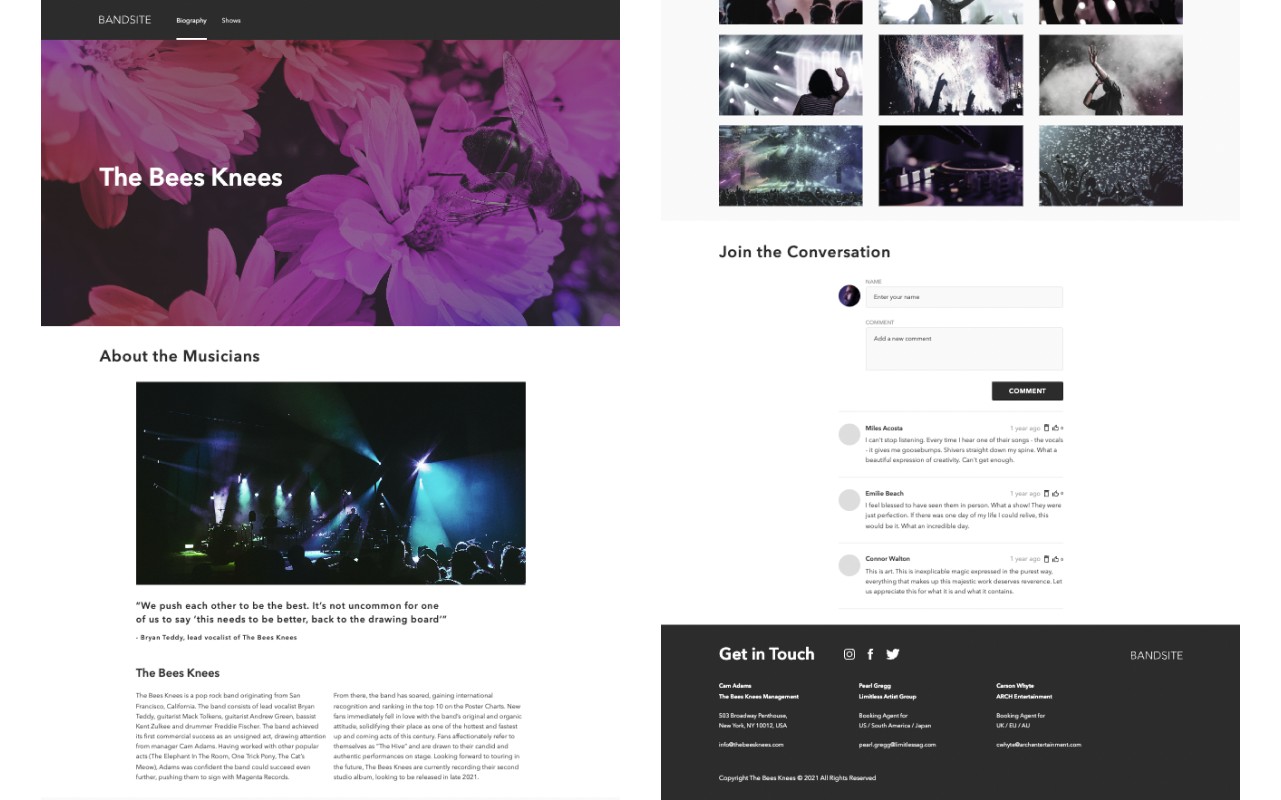 BANDSITE
Biography
Shows
The Bees Knees
About the Musicians
“We push each other to be the best. It’s not uncommon for one
of us to say ‘this needs to be better, back to the drawing board’”
- Bryan Teddy, lead vocalist of The Bees Knees
The Bees Knees
The Bees Knees is a pop rock band originating from San
Francisco, California. The band consists of lead vocalist Bryan
Teddy, guitarist Mack Tolkens, guitarist Andrew Green, bassist
Kent Zulkee and drummer Freddie Fischer. The band achieved
its first commercial success as an unsigned act, drawing attention
from manager Cam Adams. Having worked with other popular
acts (The Elephant In The Room, One Trick Pony, The Cat’s
Meow), Adams was confident the band could succeed even
further, pushing them to sign with Magenta Records.
From there, the band has soared, gaining international
recognition and ranking in the top 10 on the Poster Charts. New
fans immediately fell in love with the band’s original and organic
attitude, solidifying their place as one of the hottest and fastest
up and coming acts of this century. Fans affectionately refer to
themselves as “The Hive” and are drawn to their candid and
authentic performances on stage. Looking forward to touring in
the future, The Bees Knees are currently recording their second
studio album, looking to be released in late 2021.
Join the Conversation
NAME
Enter your name
COMMENT
Add a new comment
COMMENT
Miles Acosta
1 year ago
I can’t stop listening. Every time I hear one of their songs - the vocals
- it gives me goosebumps. Shivers straight down my spine. What a
beautiful expression of creativity. Can’t get enough.
Emilie Beach
1 year ago
I feel blessed to have seen them in person. What a show! They were
just perfection. If there was one day of my life I could relive, this
would be it. What an incredible day.
Connor Walton
1 year ago
This is art. This is inexplicable magic expressed in the purest way,
everything that makes up this majestic work deserves reverence. Let
us appreciate this for what it is and what it contains.
Get in Touch
BANDSITE
Cam Adams
The Bees Knees Management
503 Broadway Penthouse,
New York, NY 10012, USA
info@thebeesknees.com
Pearl Gregg
Limitless Artist Group
Booking Agent for
US / South America / Japan
pearl.gregg@limitlessag.com
Carson Whyte
ARCH Entertainment
Booking Agent for
UK / EU / AU
cwhyte@archentertainment.com
Copyright The Bees Knees © 2021 All Rights Reserved